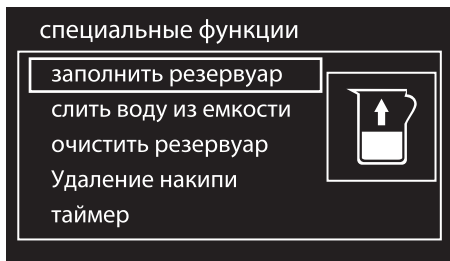 специальные функции
заполнить резервуар
слить воду из емкости
очистить резервуар
Удаление накипи
таймер